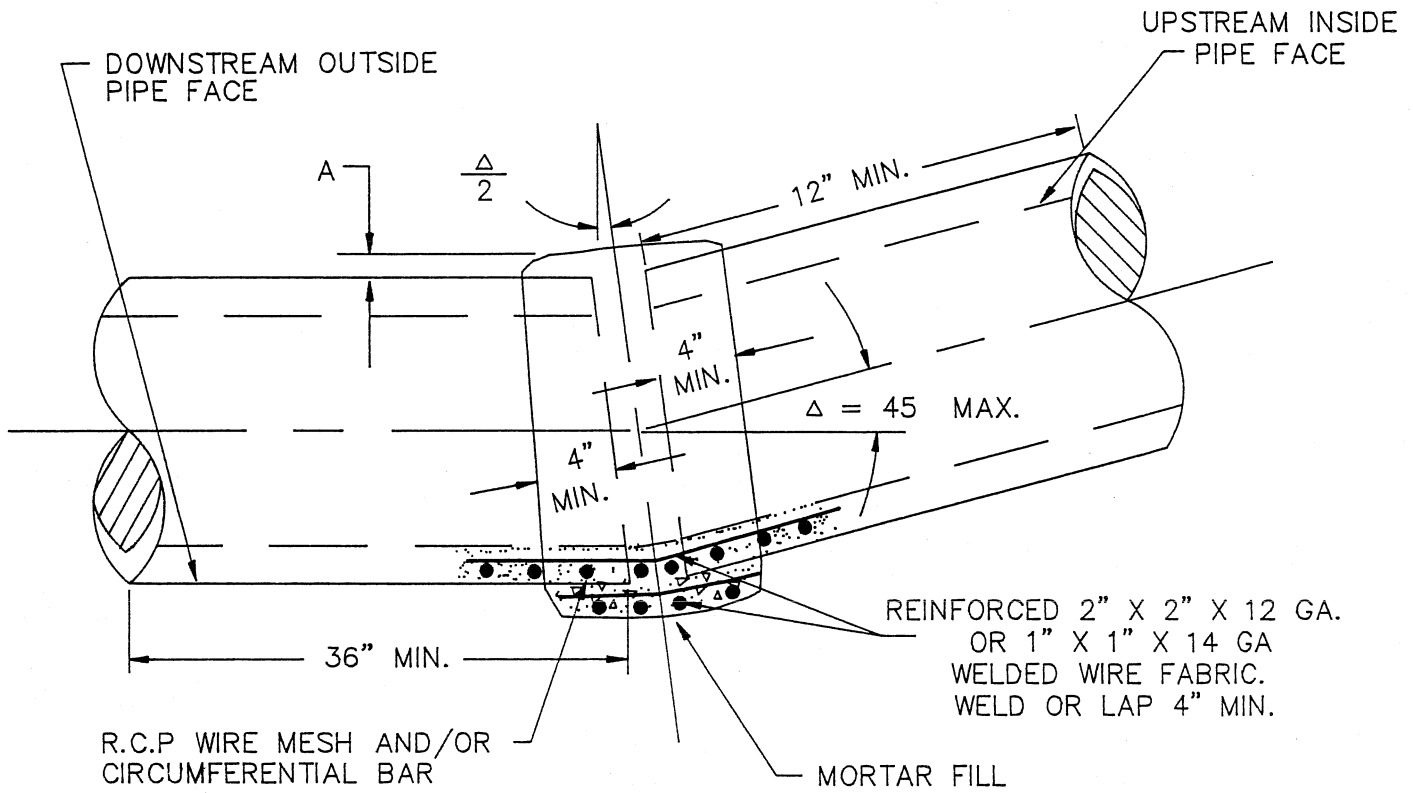 UPSTREAM INSIDE
PIPE FACE
DOWNSTREAM OUTSIDE
PIPE FACE
A
△
2
12" MIN.
4"
MIN.
△ = 45 MAX.
4"
MIN.
REINFORCED 2" X 2" X 12 GA.
OR 1" X 1" X 14 GA
WELDED WIRE FABRIC.
WELD OR LAP 4" MIN.
36" MIN.
R.C.P WIRE MESH AND/OR
CIRCUMFERENTIAL BAR
MORTAR FILL